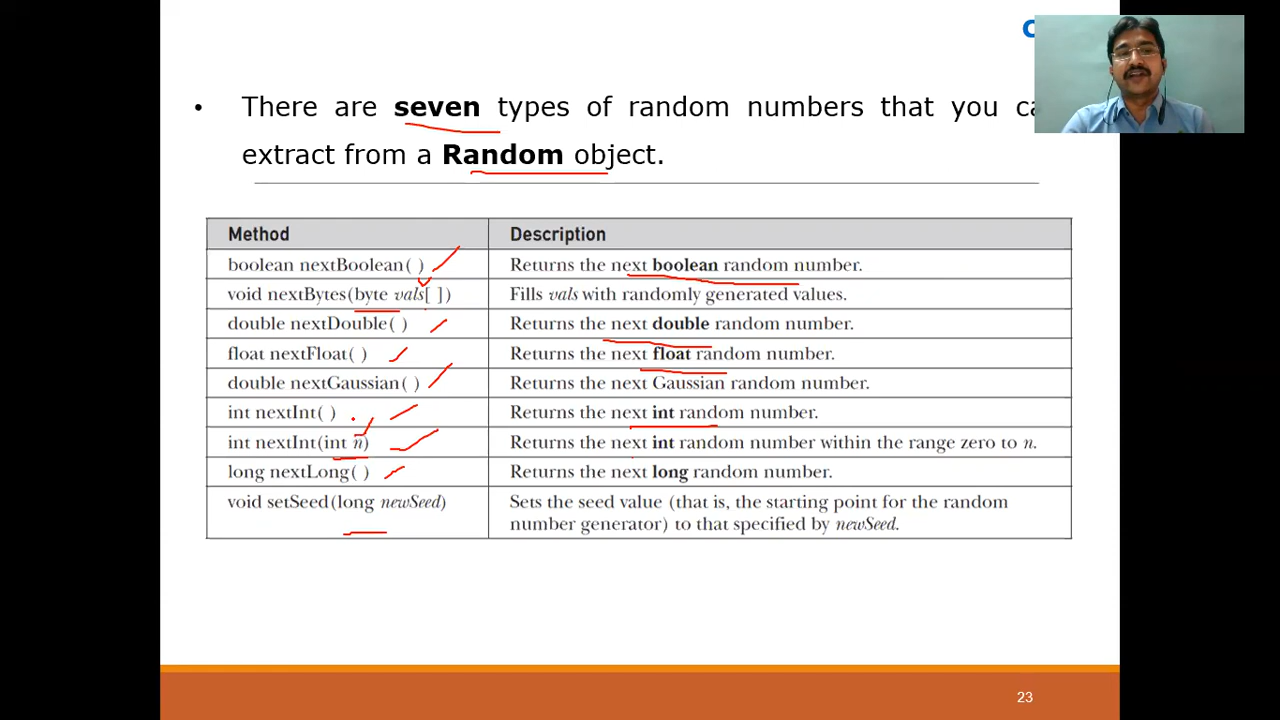 • There are seven types of random numbers that you
extract from a Random object.
Method Description
boolean nextBoolean( ) Returns the next boolean random number.
void nextBytes(byte vals[ ]) Fills vals with randomly generated values.
double nextDouble( ) Returns the next double random number.
float nextFloat( ) Returns the next float random number.
double nextGaussian( ) Returns the next Gaussian random number.
int nextInt( ) Returns the next int random number.
int nextInt(int n) Returns the next int random number within the range zero to n.
long nextLong( ) Returns the next long random number.
void setSeed(long newSeed) Sets the seed value (that is, the starting point for the random
number generator) to that specified by newSeed.
23